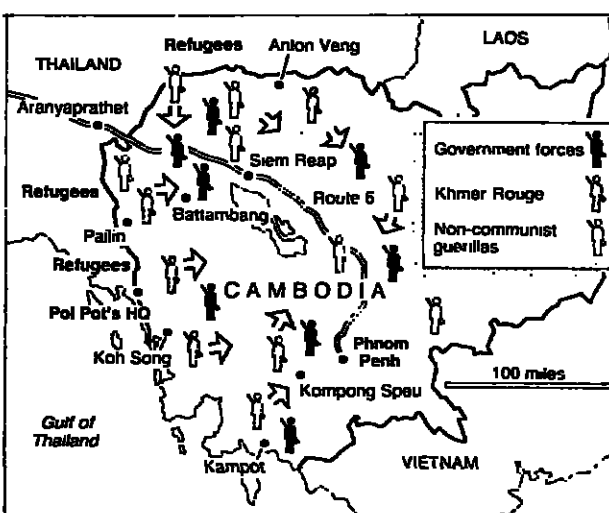 Refugees
Anlon Veng
LAOS
THAILAND
Aranyaprathet
Government forces
Siem Reap
Khmer Rouge
Refugees
Route 6
Battambang
Non-communist
guerillas
Pailin
Refugees
CAMBODIA
Pol Pot's HQ
Phnom
Penh
Koh Song
100 miles
Kompong Speu
Gulf of
Thailand
Kampot
VIETNAM